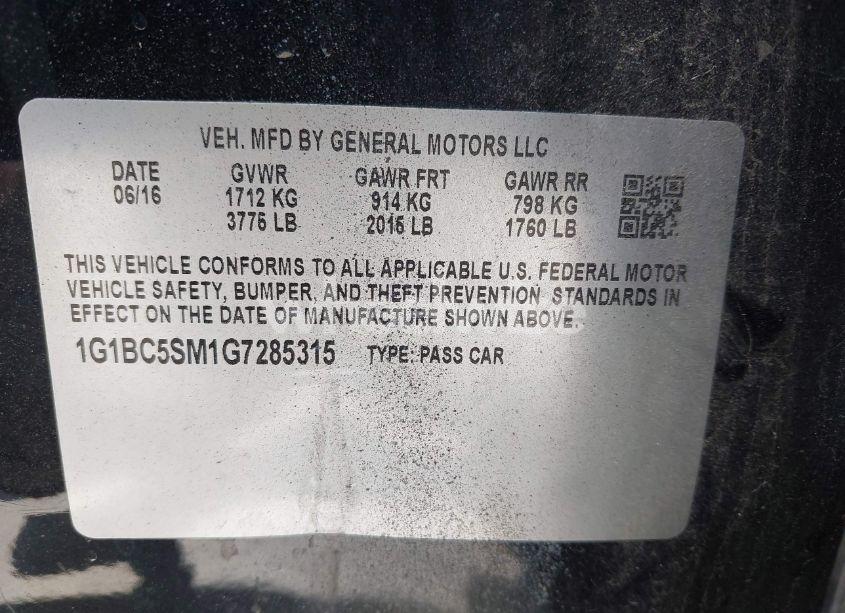 VEH. MFD BY GENERAL MOTORS LLC
DATE GVWR GAWR FRT GAWR RR
06/16 1712 KG 914 KG 798 KG
3775 LB 2015 LB 1760 LB
THIS VEHICLE CONFORMS TO ALL APPLICABLE U.S. FEDERAL MOTOR
VEHICLE SAFETY, BUMPER, AND THEFT PREVENTION STANDARDS IN
EFFECT ON THE DATE OF MANUFACTURE SHOWN ABOVE.
1G1BC5SM1G7285315 TYPE: PASS CAR